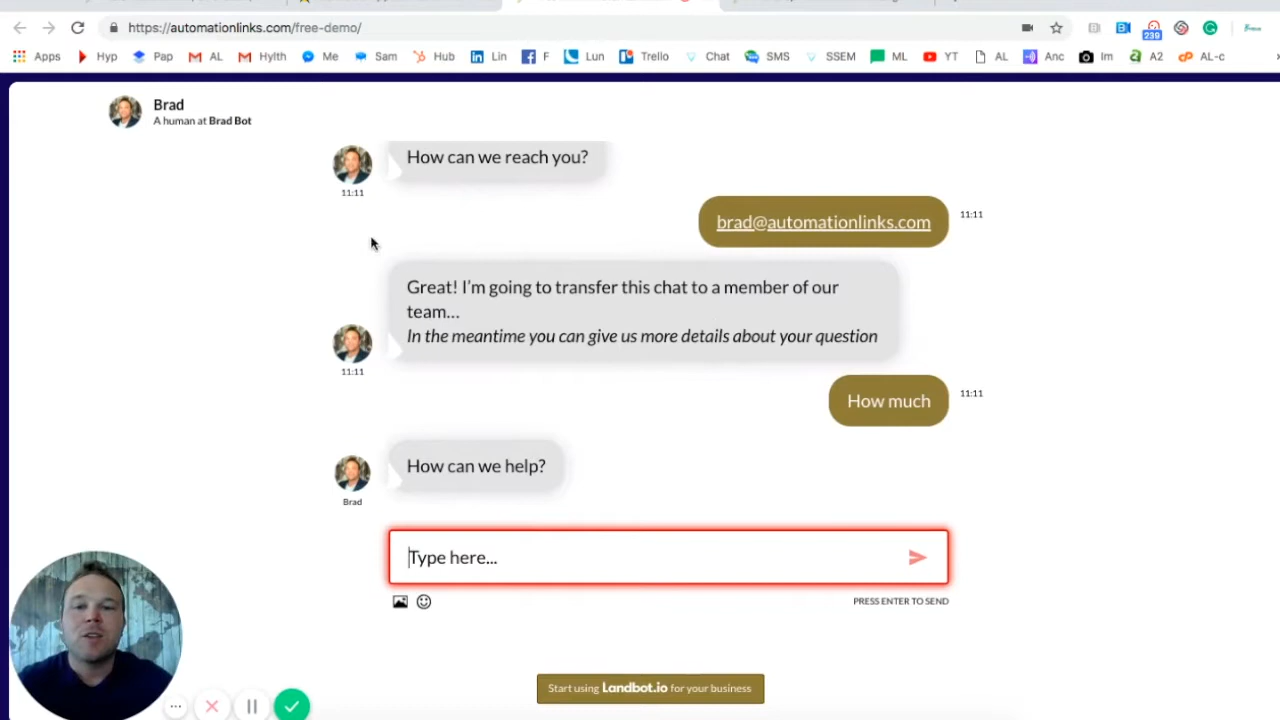 https://automationlinks.com/free-demo/
239
Apps Hyp Pap AL Hylth Me Sam Hub Lin F Lun Trello Chat SMS SSEM ML YT AL Anc Im A2 AL-c
Brad
A human at Brad Bot
How can we reach you?
11:11
brad@automationlinks.com
11:11
Great! I'm going to transfer this chat to a member of our
team...
In the meantime you can give us more details about your question
11:11
How much
11:11
How can we help?
Brad
Type here...
PRESS ENTER TO SEND
Start using Landbot.io for your business